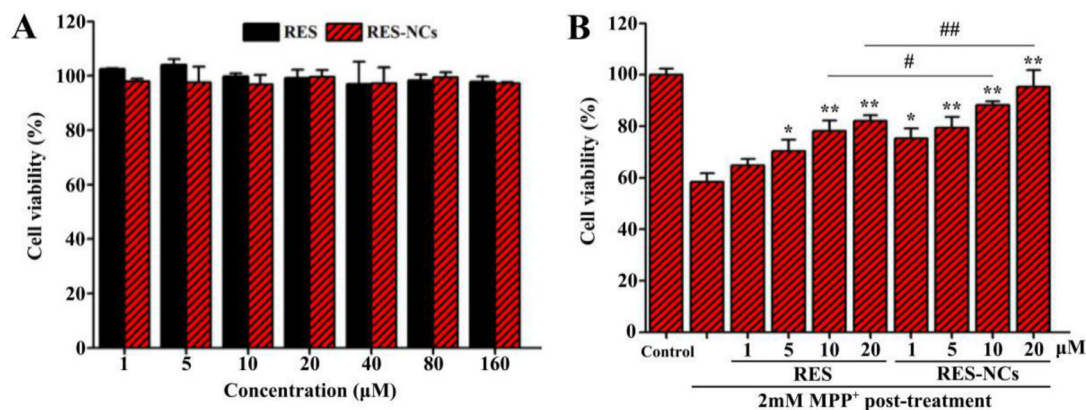 A
RES RES-NCs
120
100
80
60
40
20
0
Cell viability (%)
1 5 10 20 40 80 160
Concentration (µM)
B
120
100
80
60
40
20
0
Cell viability (%)
##
#
* ** ** * ** ** **
Control 1 5 10 20 1 5 10 20 µM
RES RES-NCs
2mM MPP⁺ post-treatment